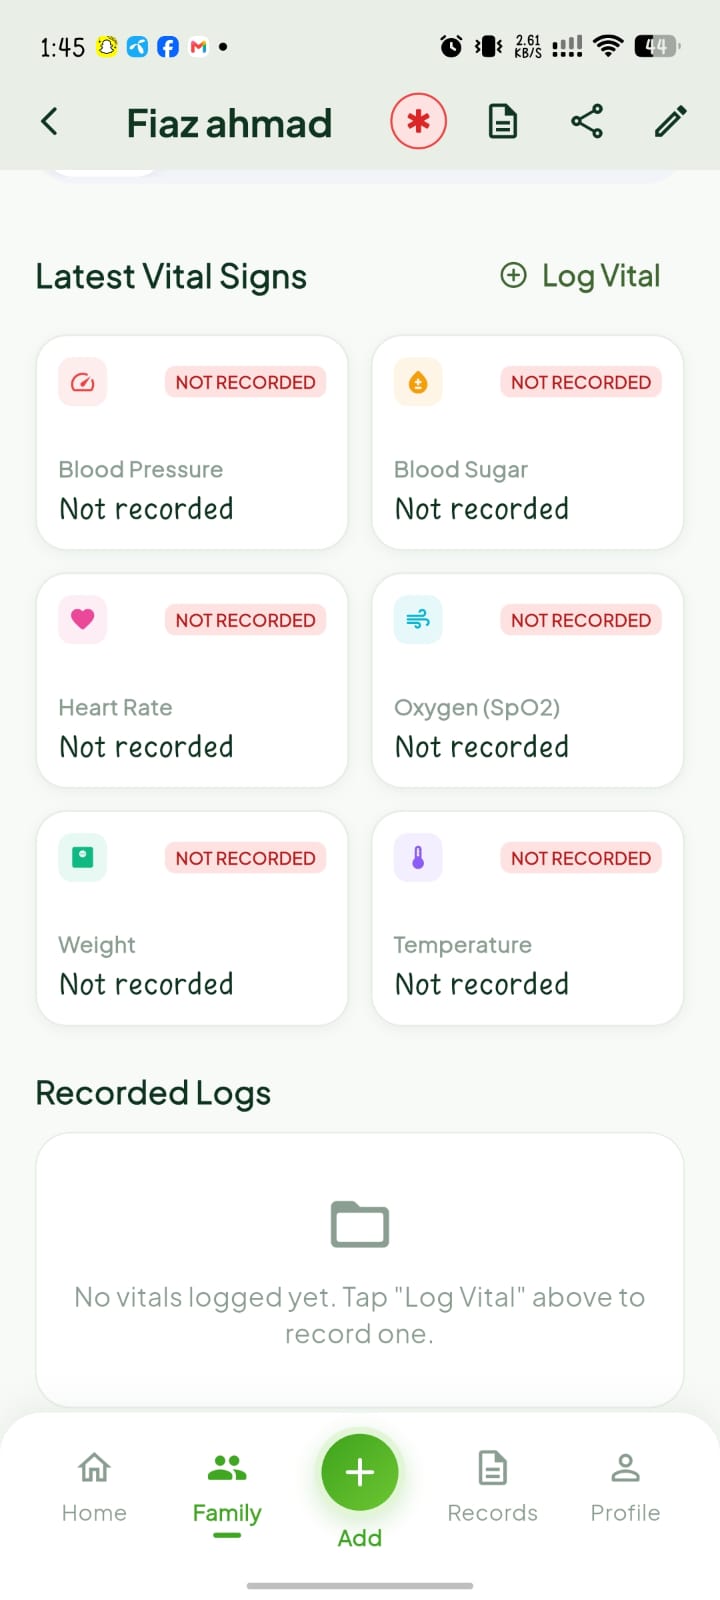 1:45
2.61 KB/S
44
Fiaz ahmad
Latest Vital Signs
Log Vital
NOT RECORDED
Blood Pressure
Not recorded
NOT RECORDED
Blood Sugar
Not recorded
NOT RECORDED
Heart Rate
Not recorded
NOT RECORDED
Oxygen (SpO2)
Not recorded
NOT RECORDED
Weight
Not recorded
NOT RECORDED
Temperature
Not recorded
Recorded Logs
No vitals logged yet. Tap "Log Vital" above to
record one.
Home
Family
Add
Records
Profile